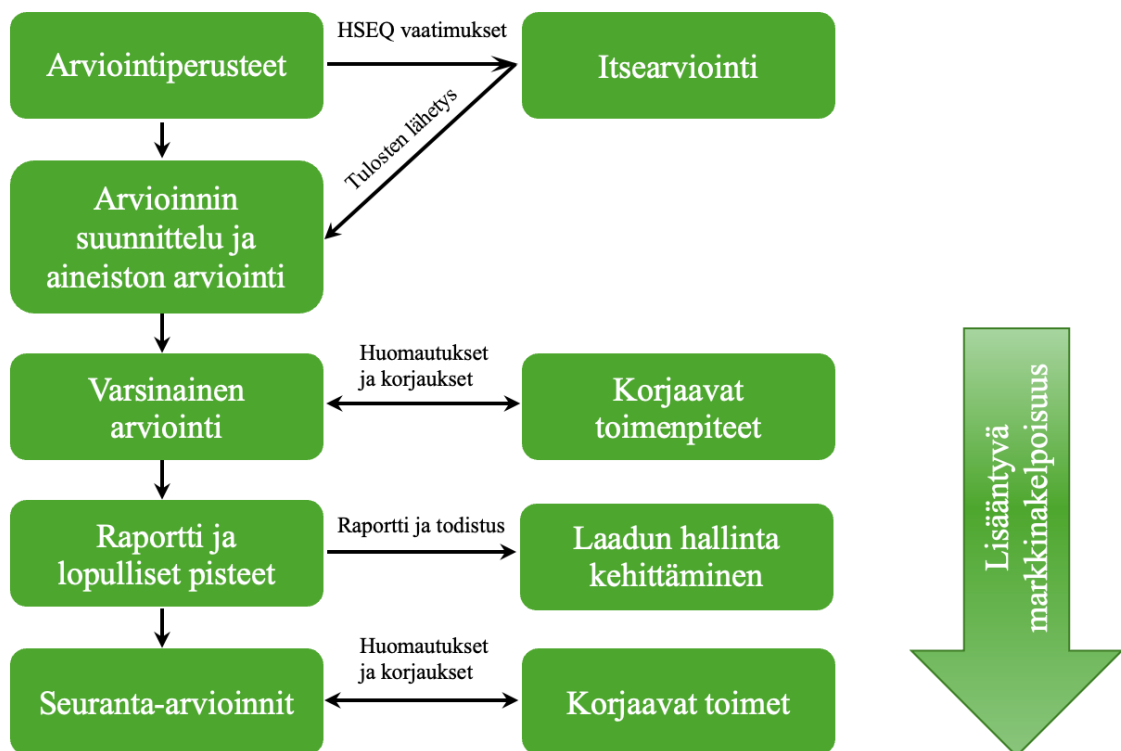 HSEQ vaatimukset
Arviointiperusteet
Itsearviointi
Tulosten lähetys
Arvioinnin
suunnittelu ja
aineiston arviointi
Huomautukset
ja korjaukset
Varsinainen
arviointi
Korjaavat
toimenpiteet
Raportti ja todistus
Raportti ja
lopulliset pisteet
Laadun hallinta
kehittäminen
Huomautukset
ja korjaukset
Seuranta-arvioinnit
Korjaavat toimet
Lisääntyvä
markkinakelpoisuus